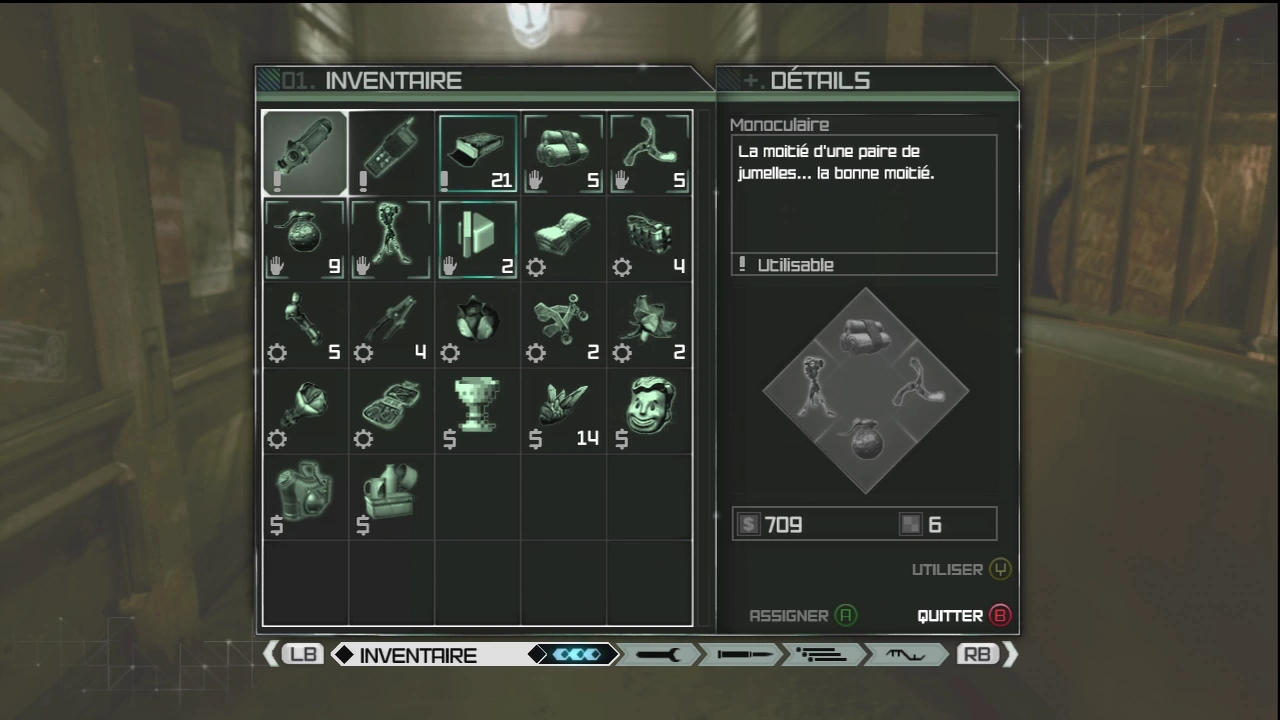 01. INVENTAIRE
+. DÉTAILS
Monoculaire
La moitié d'une paire de
jumelles... la bonne moitié.
! Utilisable
! ! ! 21 5 5
9 2 4
5 4 2 2
$ $ 14 $
$ $
$ 709 6
UTILISER Y
ASSIGNER A QUITTER B
LB INVENTAIRE RB